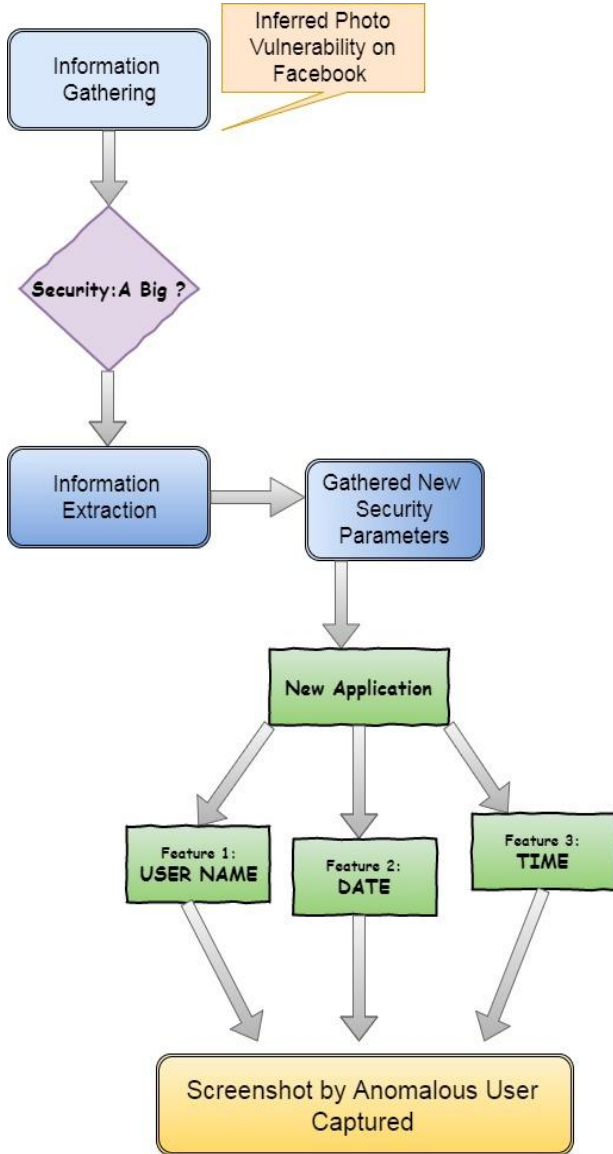 Information
Gathering
Inferred Photo
Vulnerability on
Facebook
Security:A Big ?
Information
Extraction
Gathered New
Security
Parameters
New Application
Feature 1:
USER NAME
Feature 2:
DATE
Feature 3:
TIME
Screenshot by Anomalous User
Captured